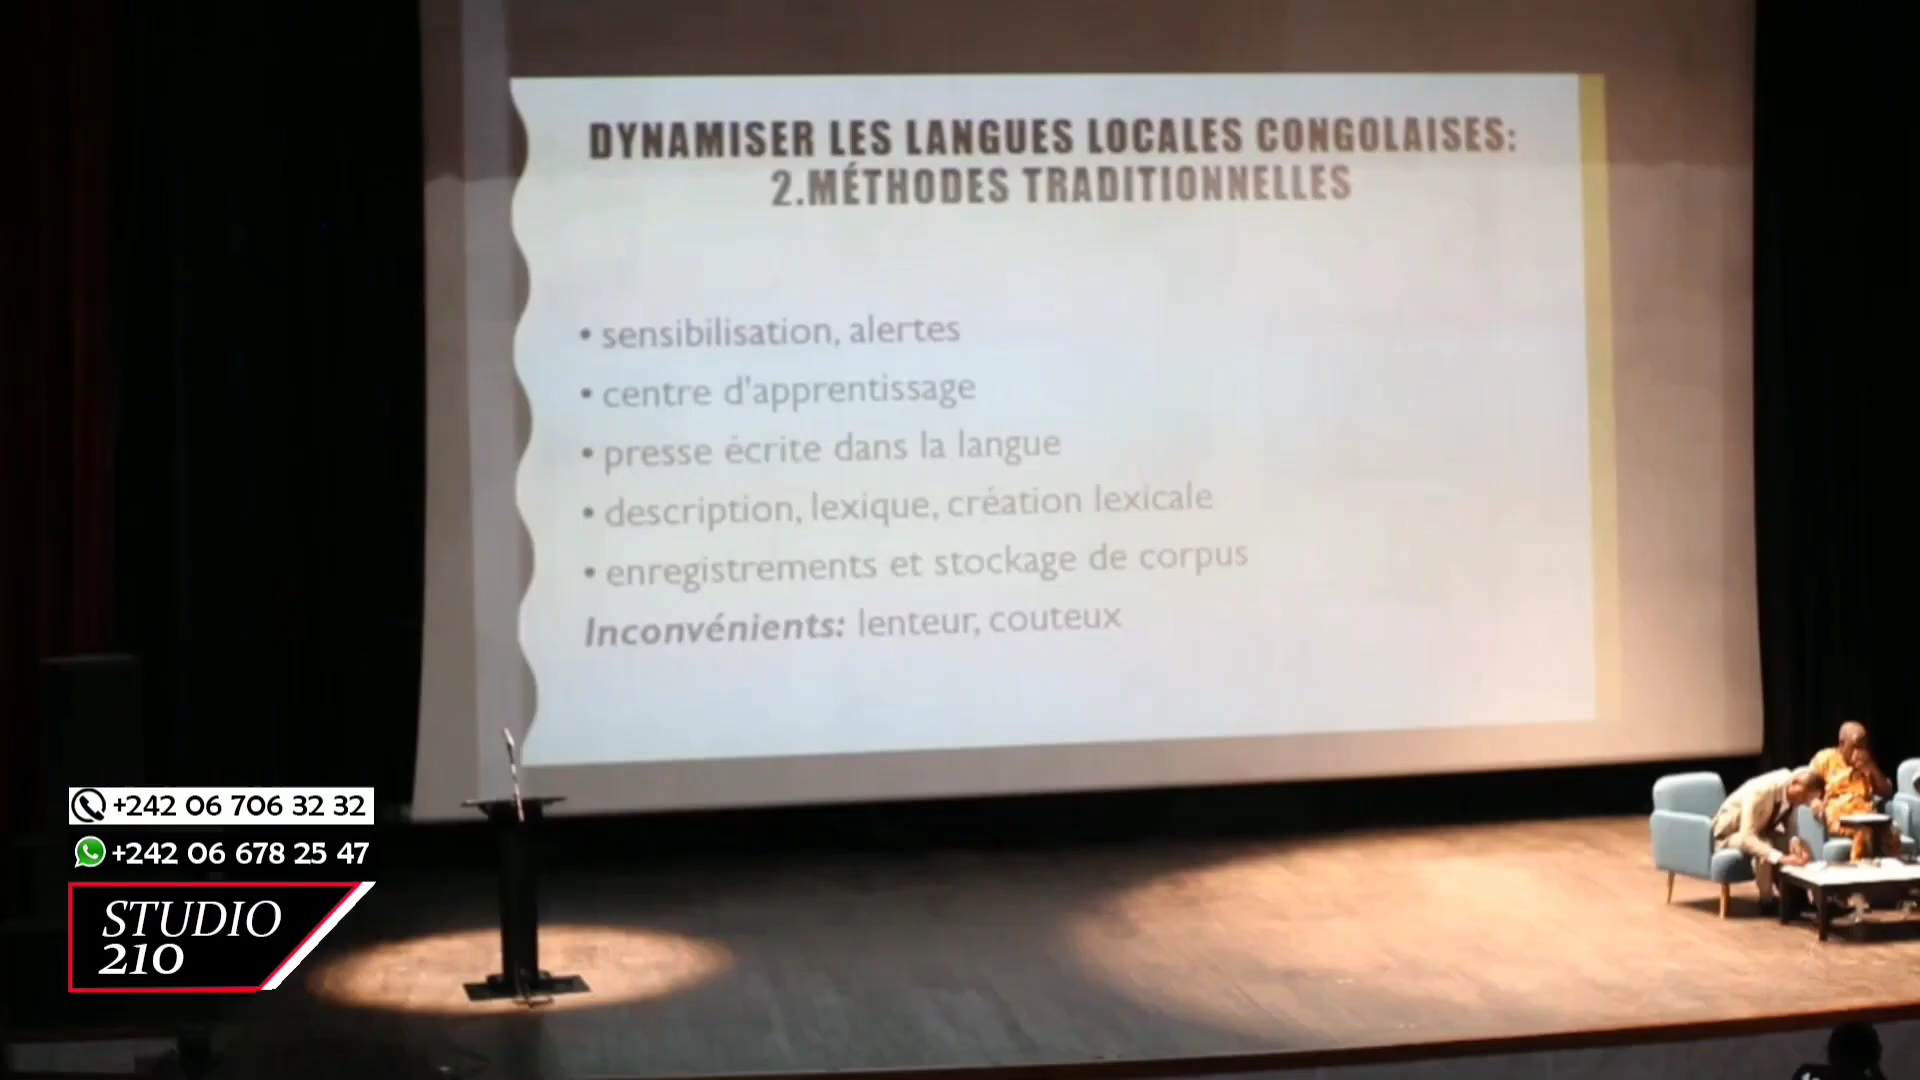 DYNAMISER LES LANGUES LOCALES CONGOLAISES:
2.MÉTHODES TRADITIONNELLES
• sensibilisation, alertes
• centre d'apprentissage
• presse écrite dans la langue
• description, lexique, création lexicale
• enregistrements et stockage de corpus
Inconvénients: lenteur, couteux
+242 06 706 32 32
+242 06 678 25 47
STUDIO
210